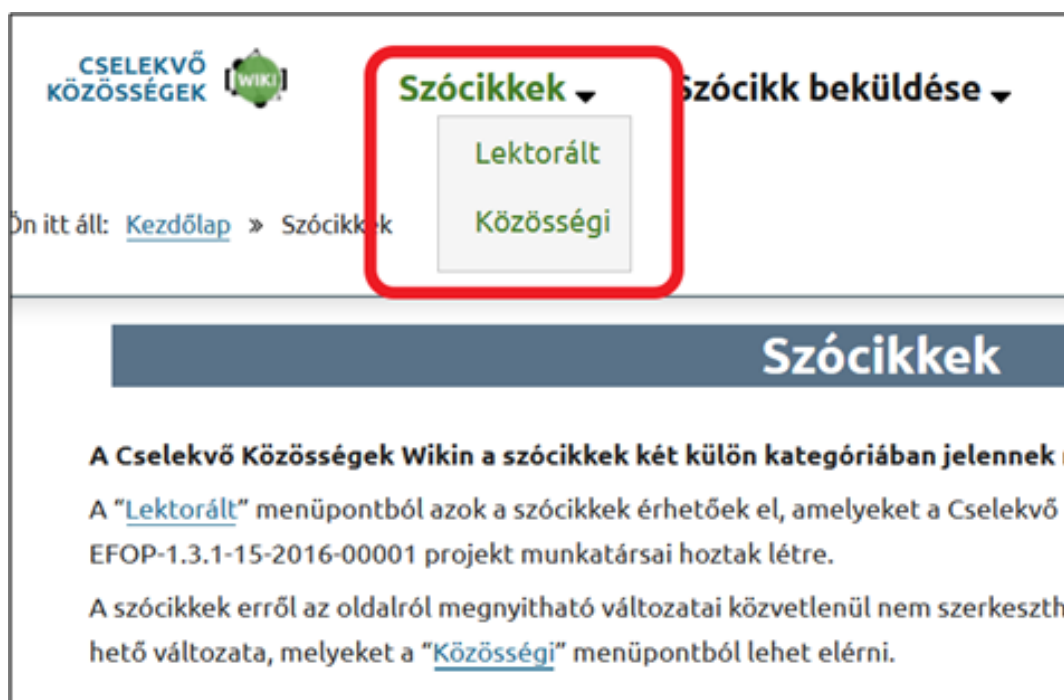 CSELEKVŐ
KÖZÖSSÉGEK
WIKI
Szócikkek
Szócikk beküldése
Lektorált
Közösségi
Ön itt áll: Kezdőlap » Szócikkek
Szócikkek
A Cselekvő Közösségek Wikin a szócikkek két külön kategóriában jelennek
A “Lektorált” menüpontból azok a szócikkek érhetőek el, amelyeket a Cselekvő
EFOP-1.3.1-15-2016-00001 projekt munkatársai hoztak létre.
A szócikkek erről az oldalról megnyitható változatai közvetlenül nem szerkeszth
hető változata, melyeket a “Közösségi” menüpontból lehet elérni.